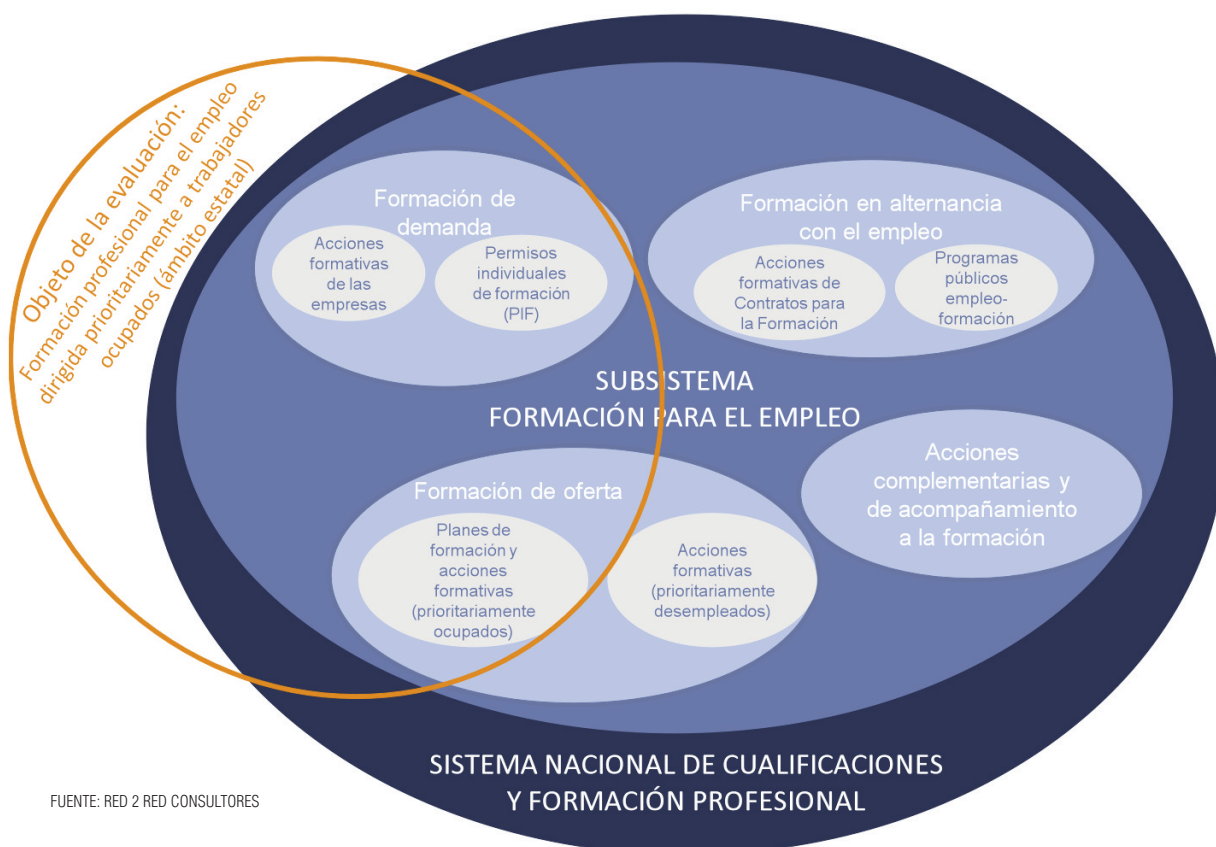 Objeto de la evaluación:
Formación profesional para el empleo
dirigida prioritariamente a trabajadores
ocupados (ámbito estatal)
Formación de
demanda
Acciones
formativas
de las
empresas
Permisos
individuales
de formación
(PIF)
Formación en alternancia
con el empleo
Acciones
formativas de
Contratos para
la Formación
Programas
públicos
empleo-
formación
SUBSISTEMA
FORMACIÓN PARA EL EMPLEO
Acciones
complementarias y
de acompañamiento
a la formación
Formación de oferta
Planes de
formación y
acciones
formativas
(prioritariamente
ocupados)
Acciones
formativas
(prioritariamente
desempleados)
SISTEMA NACIONAL DE CUALIFICACIONES
Y FORMACIÓN PROFESIONAL
FUENTE: RED 2 RED CONSULTORES